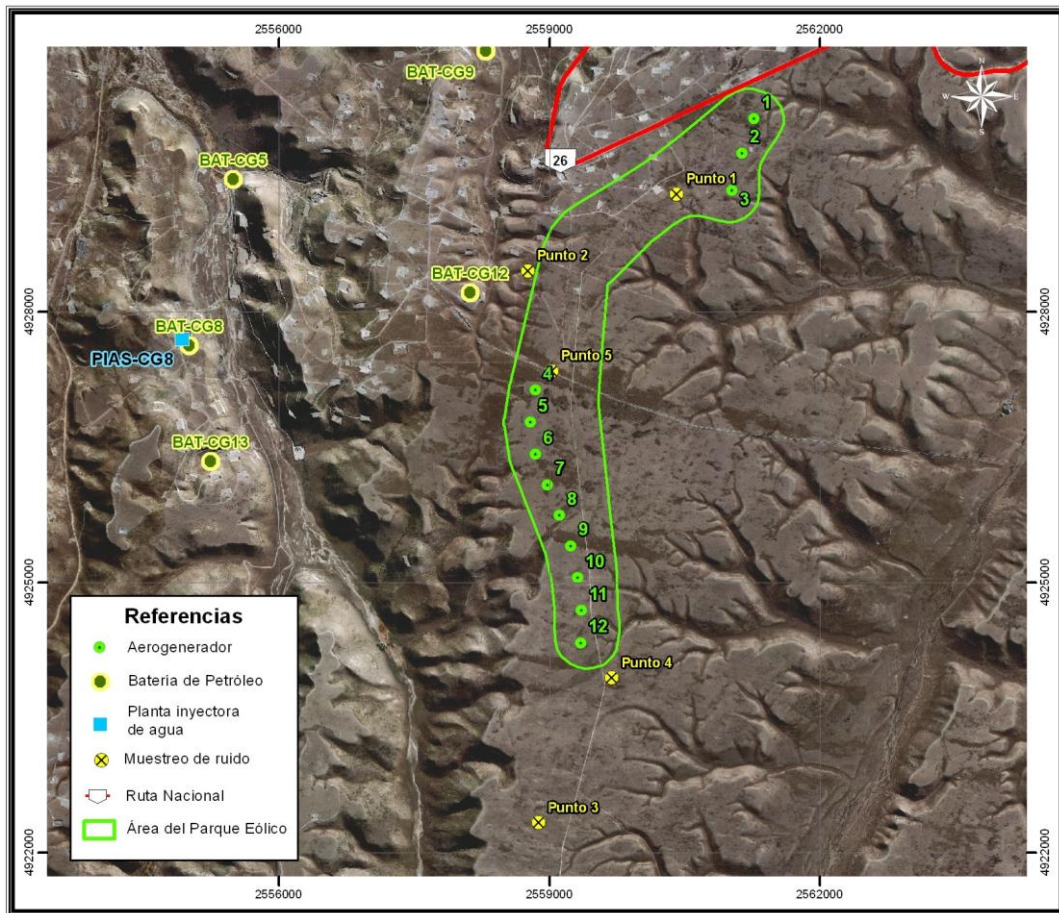 2556000
2559000
2562000
BAT-CG9
N
W
E
S
1
2
BAT-CG5
26
Punto 1
3
Punto 2
BAT-CG12
4928000
4928000
BAT-CG8
PIAS-CG8
Punto 5
4
5
BAT-CG13
6
7
8
9
10
4925000
4925000
11
12
Punto 4
Punto 3
Referencias
Aerogenerador
Batería de Petróleo
Planta inyectora
de agua
Muestreo de ruido
Ruta Nacional
Área del Parque Eólico
4922000
4922000
2556000
2559000
2562000